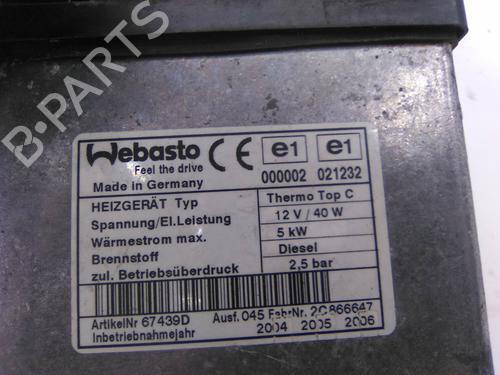 B-PARTS
Webasto CE e1 e1
Feel the drive 000002 021232
Made in Germany
HEIZGERÄT Typ Thermo Top C
Spannung/El.Leistung 12 V / 40 W
Wärmestrom max. 5 kW
Brennstoff Diesel
zul. Betriebsüberdruck 2,5 bar
ArtikelNr 67439D Ausf. 045 FabrNr. 2C866647
Inbetriebnahmejahr 2004 2005 2006